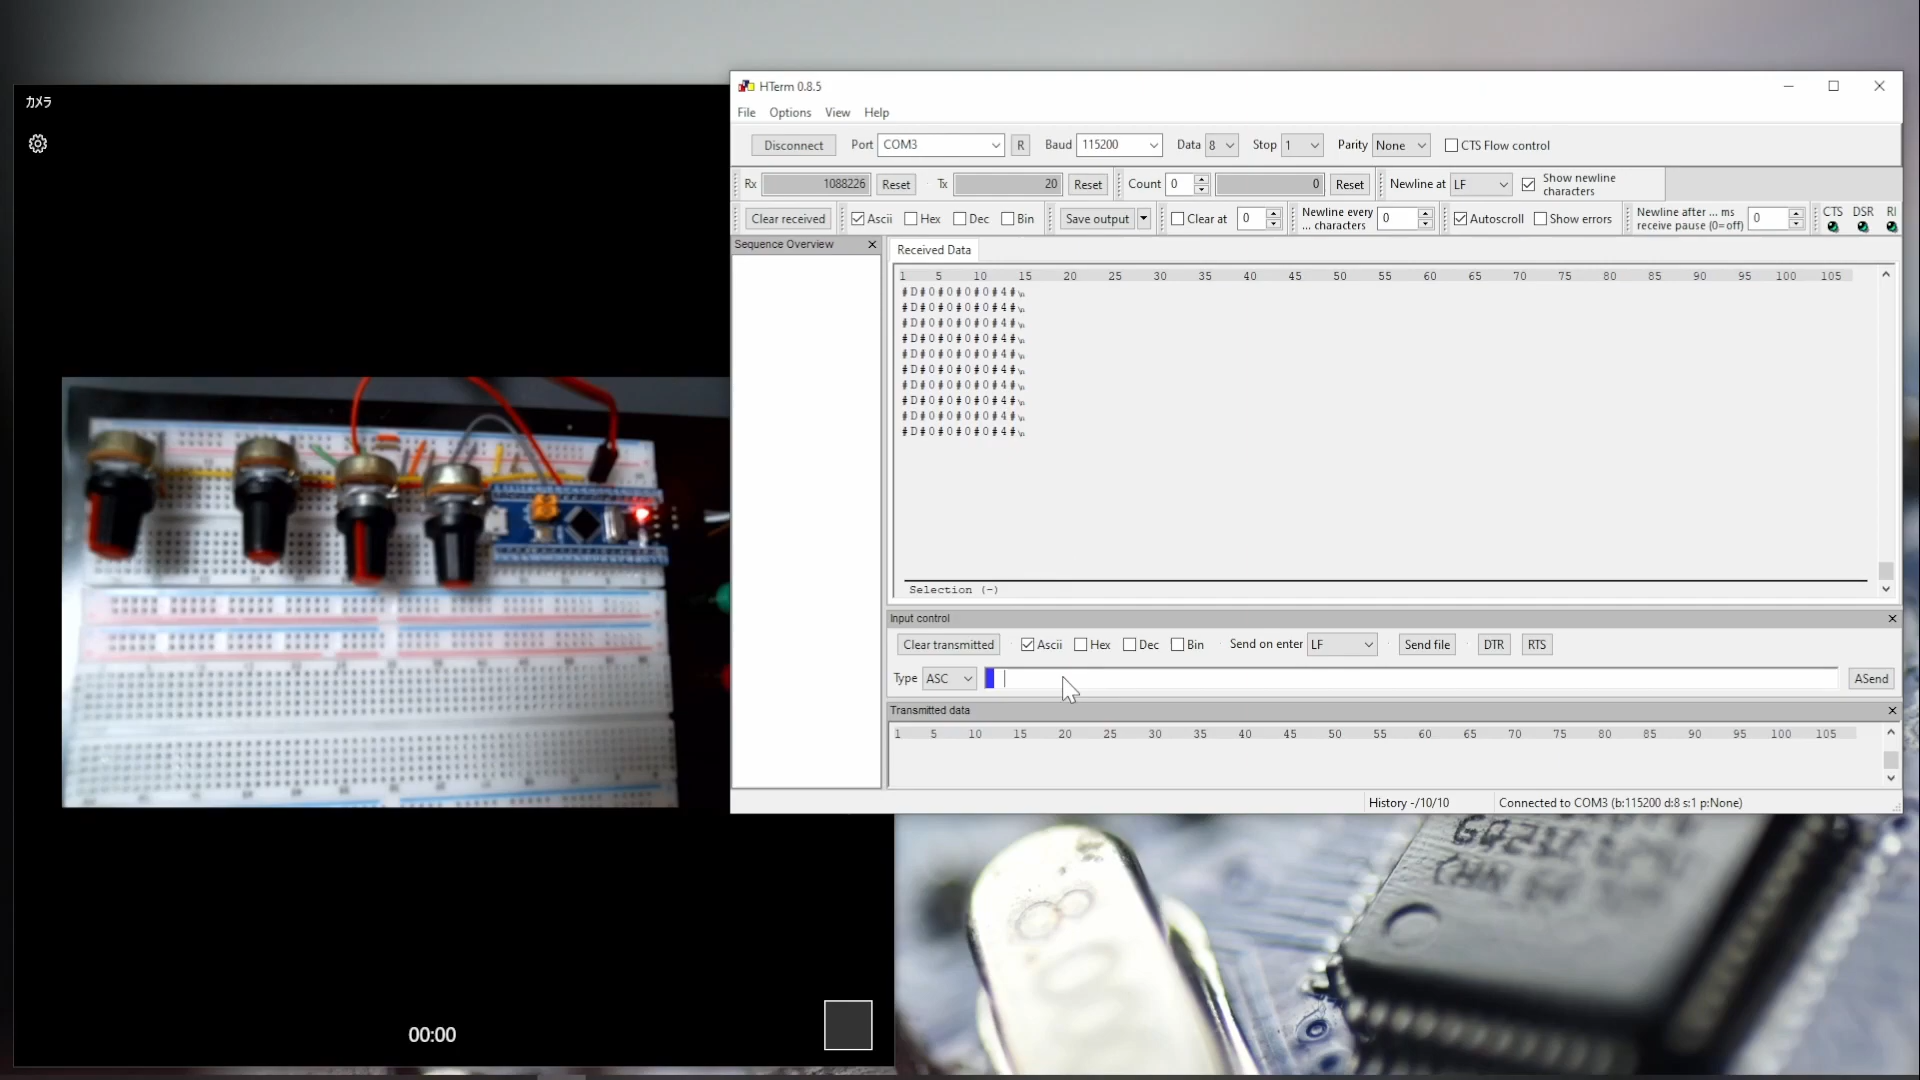 カメラ
HTerm 0.8.5
File Options View Help
Disconnect Port COM3 R Baud 115200 Data 8 Stop 1 Parity None CTS Flow control
Rx 1088226 Reset Tx 20 Reset Count 0 0 Reset Newline at LF Show newline characters
Clear received Ascii Hex Dec Bin Save output Clear at 0 Newline every ... characters 0 Autoscroll Show errors Newline after ... ms receive pause (0=off) 0 CTS DSR RI
Sequence Overview
Received Data
1 5 10 15 20 25 30 35 40 45 50 55 60 65 70 75 80 85 90 95 100 105
#D#0#0#0#0#4#\n
#D#0#0#0#0#4#\n
#D#0#0#0#0#4#\n
#D#0#0#0#0#4#\n
#D#0#0#0#0#4#\n
#D#0#0#0#0#4#\n
#D#0#0#0#0#4#\n
#D#0#0#0#0#4#\n
#D#0#0#0#0#4#\n
#D#0#0#0#0#4#\n
Selection (-)
Input control
Clear transmitted Ascii Hex Dec Bin Send on enter LF Send file DTR RTS
Type ASC ASend
Transmitted data
1 5 10 15 20 25 30 35 40 45 50 55 60 65 70 75 80 85 90 95 100 105
History -/10/10 Connected to COM3 (b:115200 d:8 s:1 p:None)
00:00